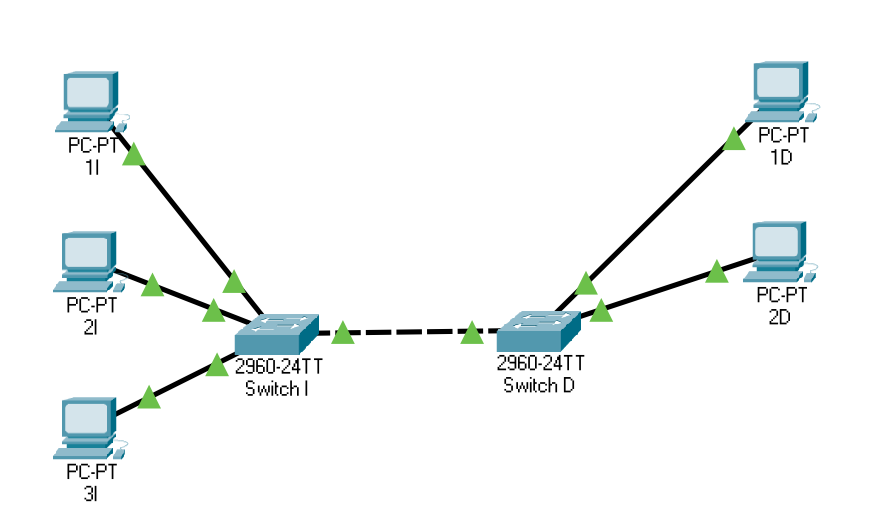 PC-PT
1I
PC-PT
2I
PC-PT
3I
2960-24TT
Switch I
2960-24TT
Switch D
PC-PT
1D
PC-PT
2D